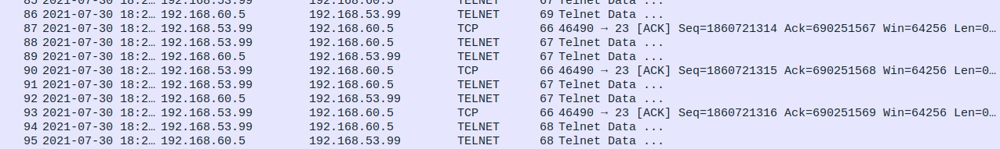 85 2021-07-30 18:2… 192.168.53.99 192.168.60.5 TELNET 67 Telnet Data ...
86 2021-07-30 18:2… 192.168.60.5 192.168.53.99 TELNET 69 Telnet Data ...
87 2021-07-30 18:2… 192.168.53.99 192.168.60.5 TCP 66 46490 → 23 [ACK] Seq=1860721314 Ack=690251567 Win=64256 Len=0…
88 2021-07-30 18:2… 192.168.53.99 192.168.60.5 TELNET 67 Telnet Data ...
89 2021-07-30 18:2… 192.168.60.5 192.168.53.99 TELNET 67 Telnet Data ...
90 2021-07-30 18:2… 192.168.53.99 192.168.60.5 TCP 66 46490 → 23 [ACK] Seq=1860721315 Ack=690251568 Win=64256 Len=0…
91 2021-07-30 18:2… 192.168.53.99 192.168.60.5 TELNET 67 Telnet Data ...
92 2021-07-30 18:2… 192.168.60.5 192.168.53.99 TELNET 67 Telnet Data ...
93 2021-07-30 18:2… 192.168.53.99 192.168.60.5 TCP 66 46490 → 23 [ACK] Seq=1860721316 Ack=690251569 Win=64256 Len=0…
94 2021-07-30 18:2… 192.168.53.99 192.168.60.5 TELNET 68 Telnet Data ...
95 2021-07-30 18:2… 192.168.60.5 192.168.53.99 TELNET 68 Telnet Data ...